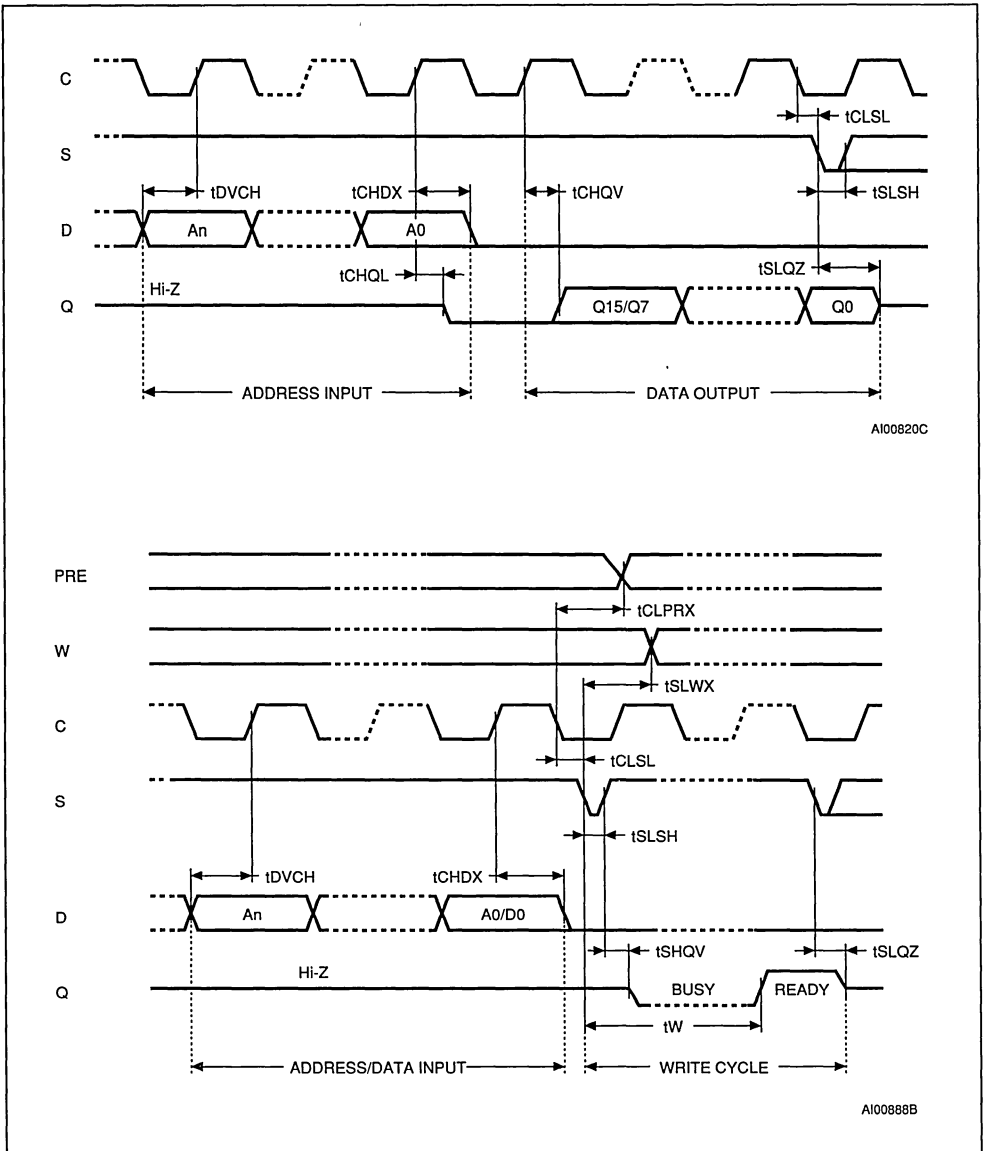 C
tCLSL
S
tDVCH
tCHDX
tCHQV
tSLSH
D
An
A0
tCHQL
tSLQZ
Hi-Z
Q
Q15/Q7
Q0
ADDRESS INPUT
DATA OUTPUT
AI00820C
PRE
tCLPRX
W
tSLWX
C
tCLSL
S
tSLSH
tDVCH
tCHDX
D
An
A0/D0
tSHQV
tSLQZ
Hi-Z
Q
BUSY
READY
tW
ADDRESS/DATA INPUT
WRITE CYCLE
AI00888B